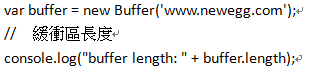 var buffer = new Buffer('www.newegg.com');
//   緩衝區長度
console.log("buffer length: " + buffer.length);